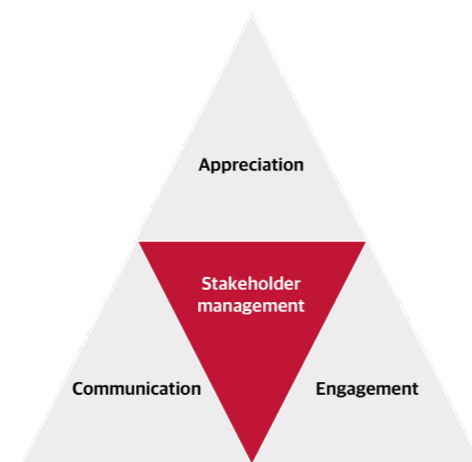 Appreciation
Stakeholder
management
Communication
Engagement